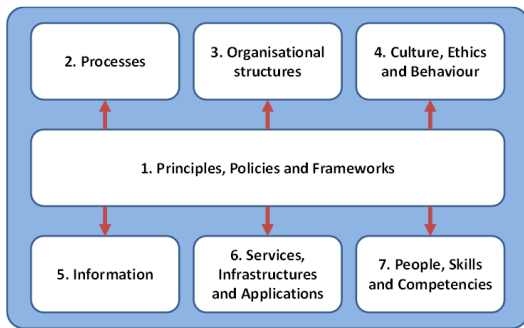 2. Processes
3. Organisational
structures
4. Culture, Ethics
and Behaviour
1. Principles, Policies and Frameworks
5. Information
6. Services,
Infrastructures
and Applications
7. People, Skills
and Competencies